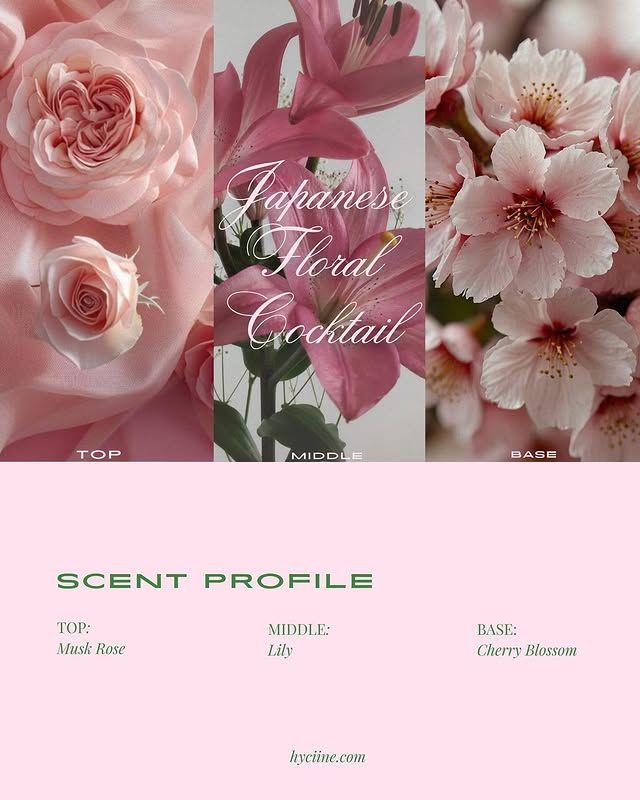 Japanese
Floral
Cocktail
TOP
MIDDLE
BASE
SCENT PROFILE
TOP:
Musk Rose
MIDDLE:
Lily
BASE:
Cherry Blossom
hyciine.com